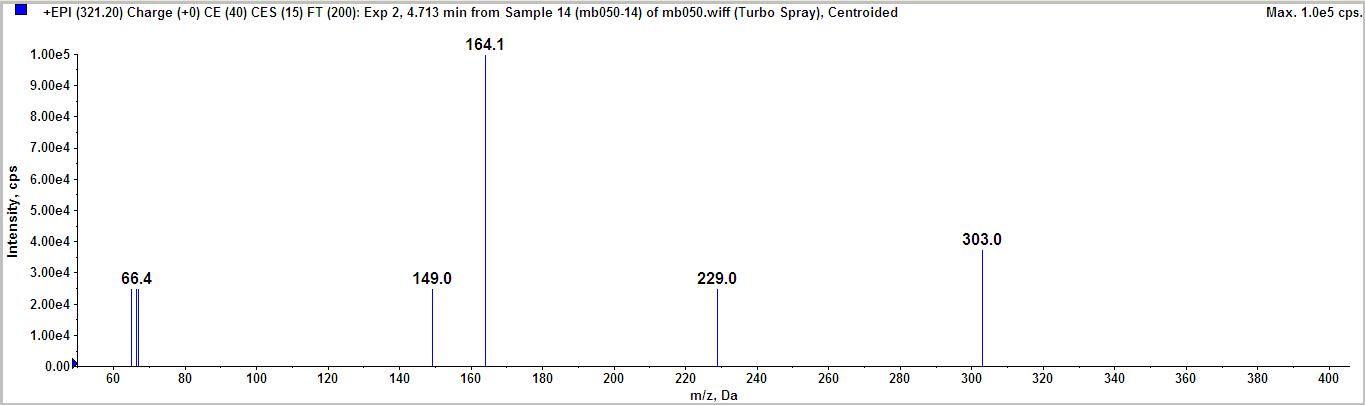 +EPI (321.20) Charge (+0) CE (40) CES (15) FT (200): Exp 2, 4.713 min from Sample 14 (mb050-14) of mb050.wiff (Turbo Spray), Centroided
Max. 1.0e5 cps.
164.1
1.00e5
9.00e4
8.00e4
7.00e4
6.00e4
5.00e4
4.00e4
3.00e4
2.00e4
1.00e4
0.00
Intensity, cps
303.0
66.4
149.0
229.0
60 80 100 120 140 160 180 200 220 240 260 280 300 320 340 360 380 400
m/z, Da